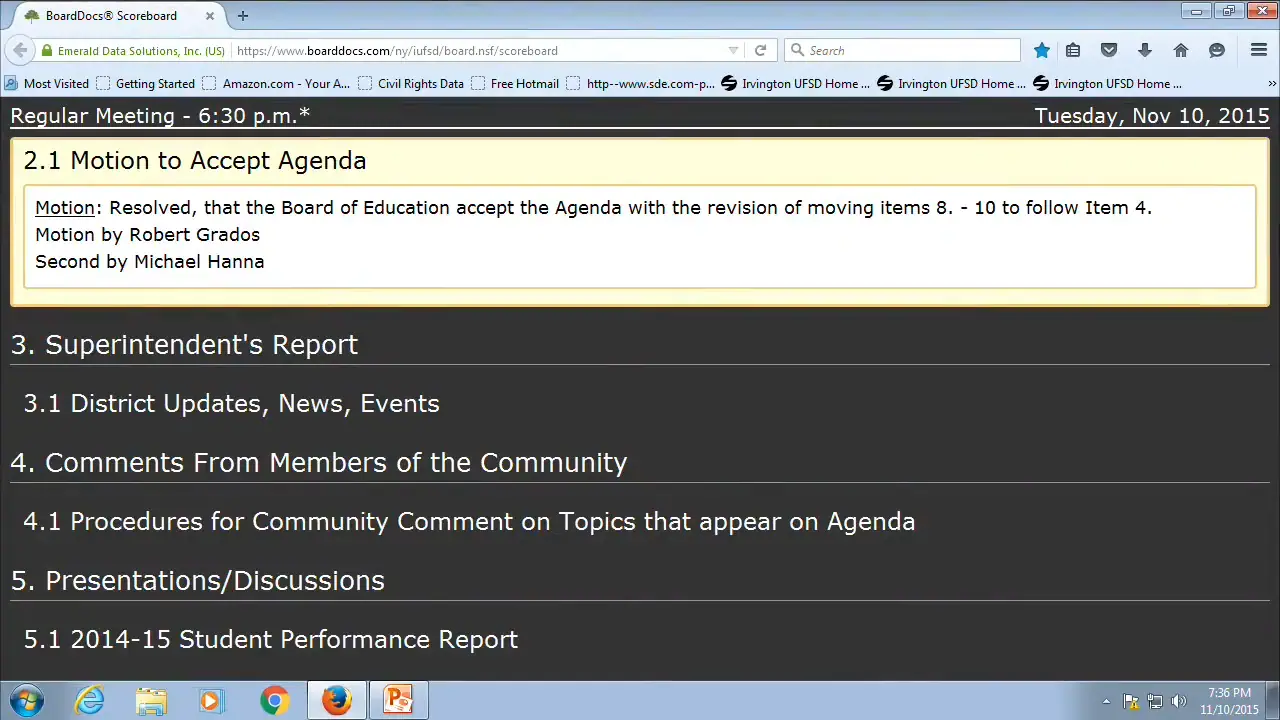 BoardDocs® Scoreboard
Emerald Data Solutions, Inc. (US)
https://www.boarddocs.com/ny/iufsd/board.nsf/scoreboard
Search
Most Visited
Getting Started
Amazon.com - Your A...
Civil Rights Data
Free Hotmail
http--www.sde.com-p...
Irvington UFSD Home ...
Irvington UFSD Home ...
Irvington UFSD Home ...
Regular Meeting - 6:30 p.m.*
Tuesday, Nov 10, 2015
2.1 Motion to Accept Agenda
Motion: Resolved, that the Board of Education accept the Agenda with the revision of moving items 8. - 10 to follow Item 4.
Motion by Robert Grados
Second by Michael Hanna
3. Superintendent's Report
3.1 District Updates, News, Events
4. Comments From Members of the Community
4.1 Procedures for Community Comment on Topics that appear on Agenda
5. Presentations/Discussions
5.1 2014-15 Student Performance Report
7:36 PM
11/10/2015